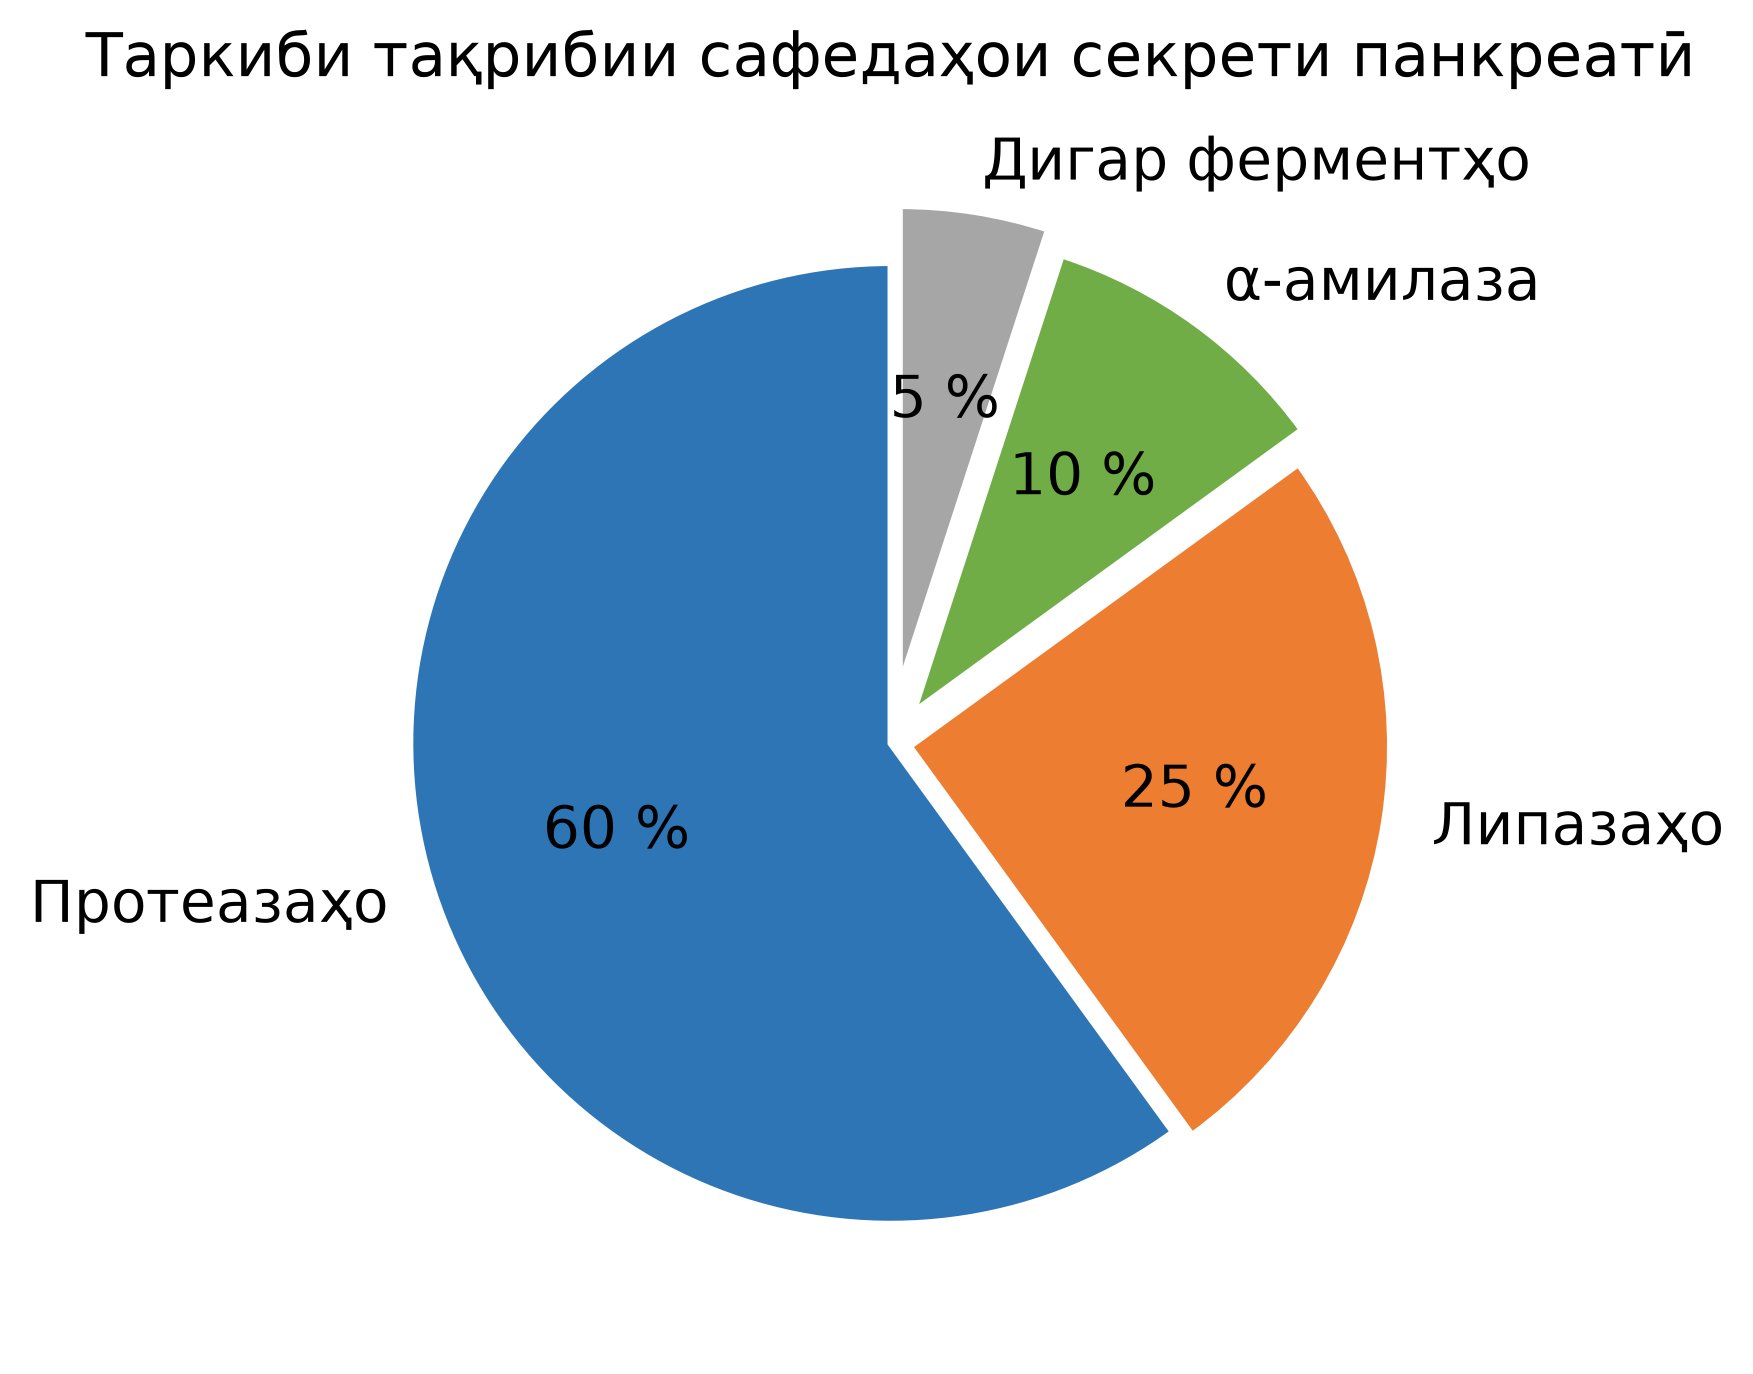 Таркиби тақрибии сафедаҳои секрети панкреатӣ
Дигар ферментҳо
α-амилаза
5 %
10 %
25 %
60 %
Липазаҳо
Протеазаҳо